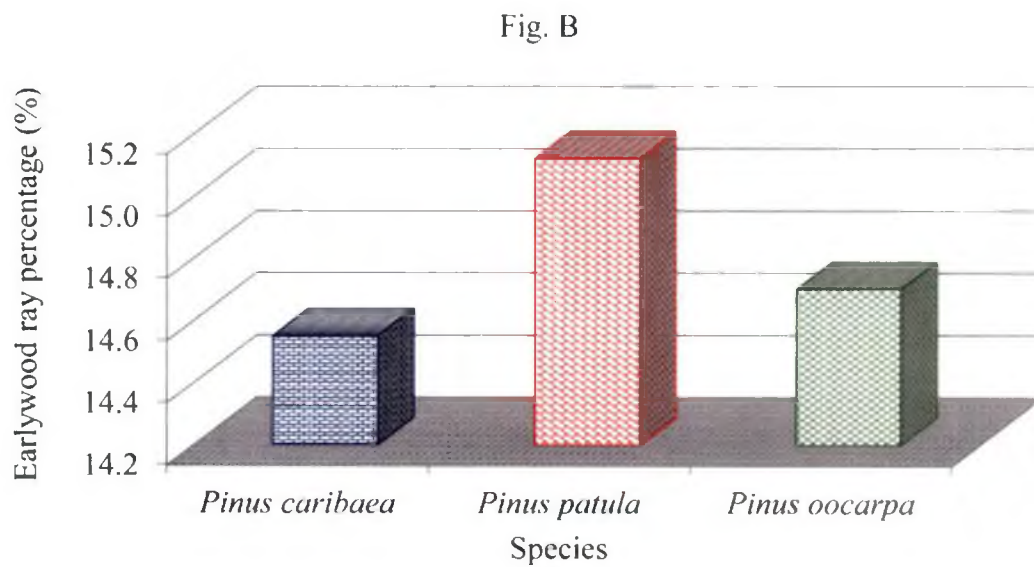 Fig. B
Earlywood ray percentage (%)
15.2
15.0
14.8
14.6
14.4
14.2
Pinus caribaea
Pinus patula
Pinus oocarpa
Species